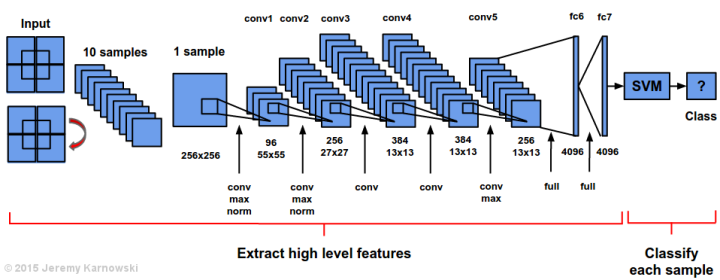 Input
10 samples
1 sample
conv1
conv2
conv3
conv4
conv5
fc6
fc7
256x256
96
55x55
256
27x27
384
13x13
384
13x13
256
13x13
4096
4096
SVM
?
Class
conv
max
norm
conv
max
norm
conv
conv
conv
max
full
full
Extract high level features
Classify
each sample
© 2015 Jeremy Karnowski